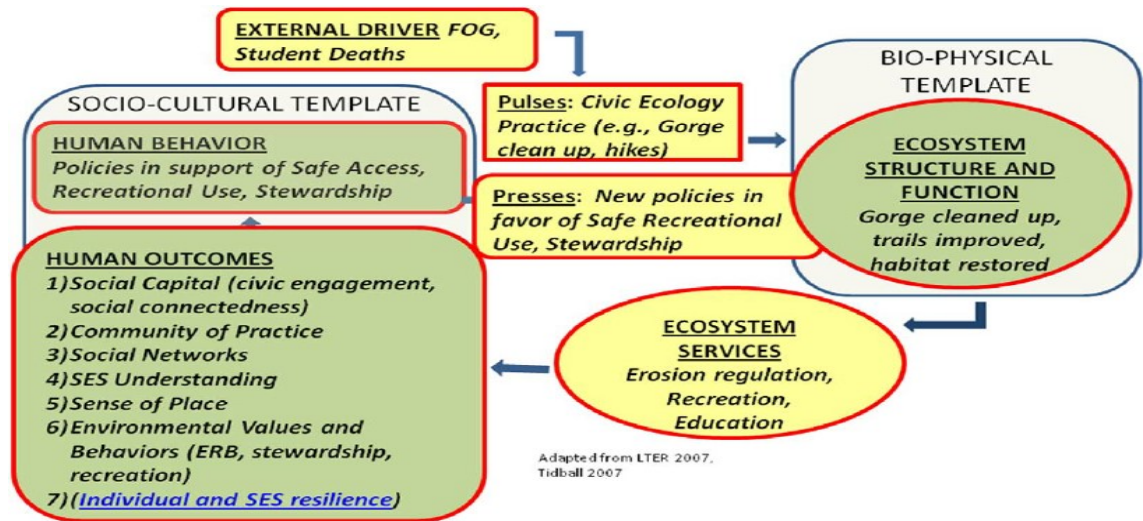 EXTERNAL DRIVER FOG,
Student Deaths
BIO-PHYSICAL
TEMPLATE
SOCIO-CULTURAL TEMPLATE
Pulses: Civic Ecology
Practice (e.g., Gorge
clean up, hikes)
HUMAN BEHAVIOR
Policies in support of Safe Access,
Recreational Use, Stewardship
ECOSYSTEM
STRUCTURE AND
FUNCTION
Gorge cleaned up,
trails improved,
habitat restored
Presses: New policies in
favor of Safe Recreational
Use, Stewardship
HUMAN OUTCOMES
1)Social Capital (civic engagement,
social connectedness)
2)Community of Practice
3)Social Networks
4)SES Understanding
5)Sense of Place
6)Environmental Values and
Behaviors (ERB, stewardship,
recreation)
7)(Individual and SES resilience)
ECOSYSTEM
SERVICES
Erosion regulation,
Recreation,
Education
Adapted from LTER 2007,
Tidball 2007